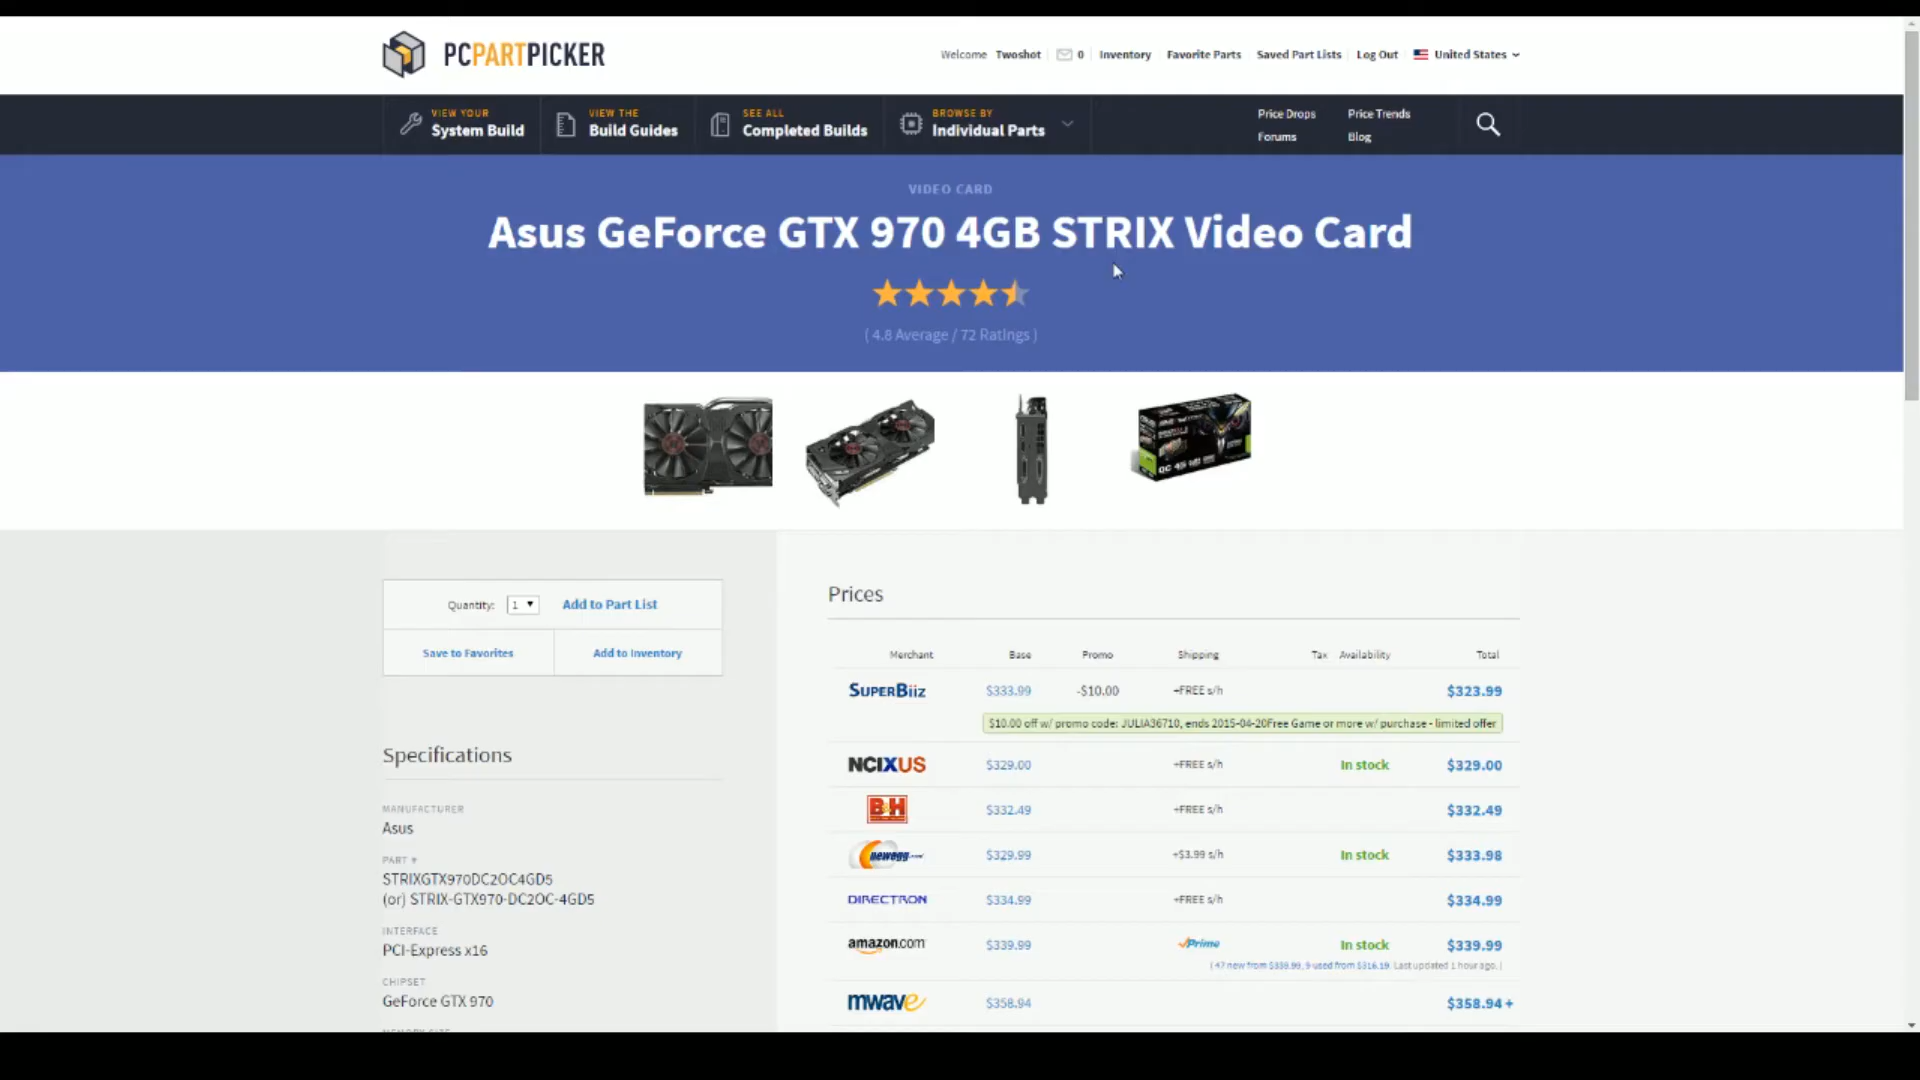 PCPARTPICKER
Welcome Twoshot 0 Inventory Favorite Parts Saved Part Lists Log Out United States
VIEW YOUR
System Build
VIEW THE
Build Guides
SEE ALL
Completed Builds
BROWSE BY
Individual Parts
Price Drops Price Trends
Forums Blog
VIDEO CARD
Asus GeForce GTX 970 4GB STRIX Video Card
( 4.8 Average / 72 Ratings )
Quantity: 1 Add to Part List
Save to Favorites Add to Inventory
Specifications
MANUFACTURER
Asus
PART #
STRIXGTX970DC2OC4GD5
(or) STRIX-GTX970-DC2OC-4GD5
INTERFACE
PCI-Express x16
CHIPSET
GeForce GTX 970
Prices
Merchant Base Promo Shipping Tax Availability Total
SUPERBIIZ $333.99 -$10.00 +FREE s/h $323.99
$10.00 off w/ promo code: JULIA36710, ends 2015-04-20Free Game or more w/ purchase - limited offer
NCIXUS $329.00 +FREE s/h In stock $329.00
B&H $332.49 +FREE s/h $332.49
newegg.com $329.99 +$3.99 s/h In stock $333.98
DIRECTRON $334.99 +FREE s/h $334.99
amazon.com $339.99 Prime In stock $339.99
( 47 new from $339.99, 9 used from $316.19. Last updated 1 hour ago. )
mwave $358.94 $358.94 +